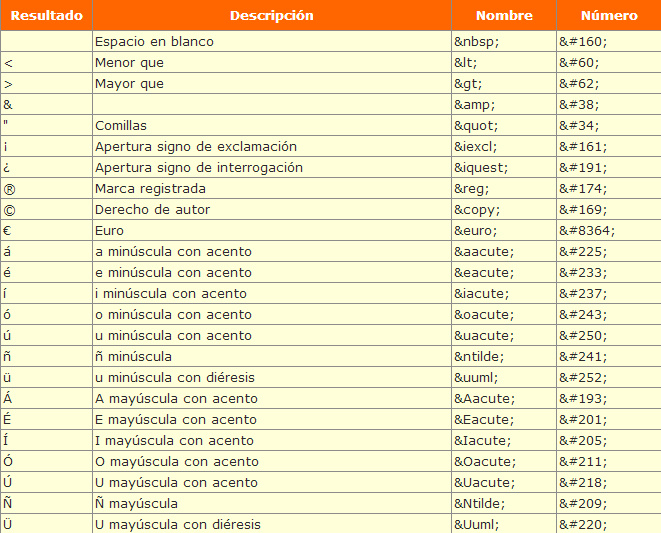 Resultado Descripción Nombre Número
Espacio en blanco &nbsp; &#160;
< Menor que &lt; &#60;
> Mayor que &gt; &#62;
& &amp; &#38;
" Comillas &quot; &#34;
¡ Apertura signo de exclamación &iexcl; &#161;
¿ Apertura signo de interrogación &iquest; &#191;
® Marca registrada &reg; &#174;
© Derecho de autor &copy; &#169;
€ Euro &euro; &#8364;
á a minúscula con acento &aacute; &#225;
é e minúscula con acento &eacute; &#233;
í i minúscula con acento &iacute; &#237;
ó o minúscula con acento &oacute; &#243;
ú u minúscula con acento &uacute; &#250;
ñ ñ minúscula &ntilde; &#241;
ü u minúscula con diéresis &uuml; &#252;
Á A mayúscula con acento &Aacute; &#193;
É E mayúscula con acento &Eacute; &#201;
Í I mayúscula con acento &Iacute; &#205;
Ó O mayúscula con acento &Oacute; &#211;
Ú U mayúscula con acento &Uacute; &#218;
Ñ Ñ mayúscula &Ntilde; &#209;
Ü U mayúscula con diéresis &Uuml; &#220;